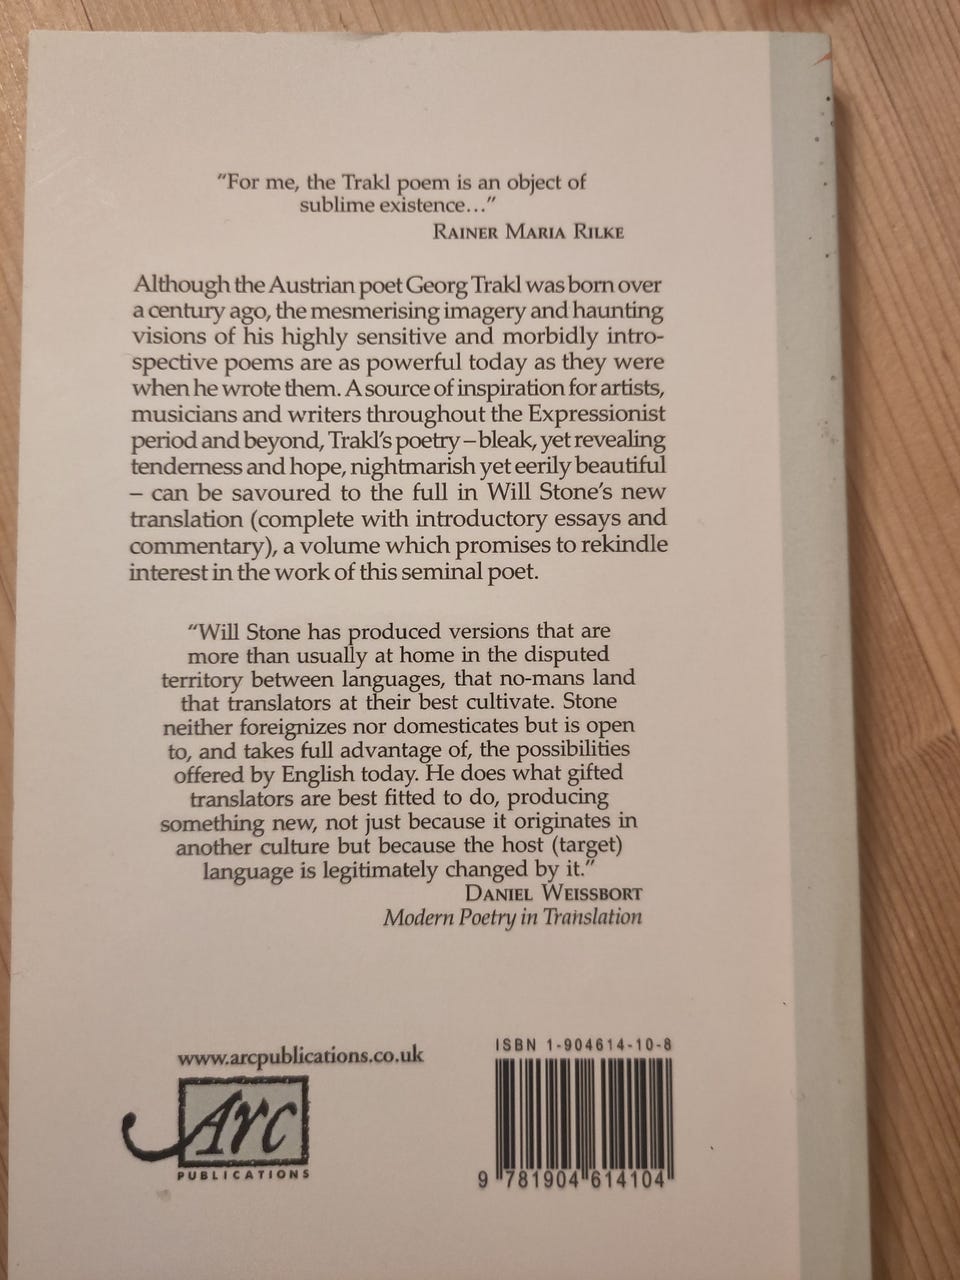 "For me, the Trakl poem is an object of
sublime existence..."
RAINER MARIA RILKE
Although the Austrian poet Georg Trakl was born over
a century ago, the mesmerising imagery and haunting
visions of his highly sensitive and morbidly intro-
spective poems are as powerful today as they were
when he wrote them. A source of inspiration for artists,
musicians and writers throughout the Expressionist
period and beyond, Trakl's poetry – bleak, yet revealing
tenderness and hope, nightmarish yet eerily beautiful
– can be savoured to the full in Will Stone's new
translation (complete with introductory essays and
commentary), a volume which promises to rekindle
interest in the work of this seminal poet.
"Will Stone has produced versions that are
more than usually at home in the disputed
territory between languages, that no-mans land
that translators at their best cultivate. Stone
neither foreignizes nor domesticates but is open
to, and takes full advantage of, the possibilities
offered by English today. He does what gifted
translators are best fitted to do, producing
something new, not just because it originates in
another culture but because the host (target)
language is legitimately changed by it."
DANIEL WEISSBORT
Modern Poetry in Translation
www.arcpublications.co.uk
Arc
PUBLICATIONS
ISBN 1-904614-10-8
9 781904 614104